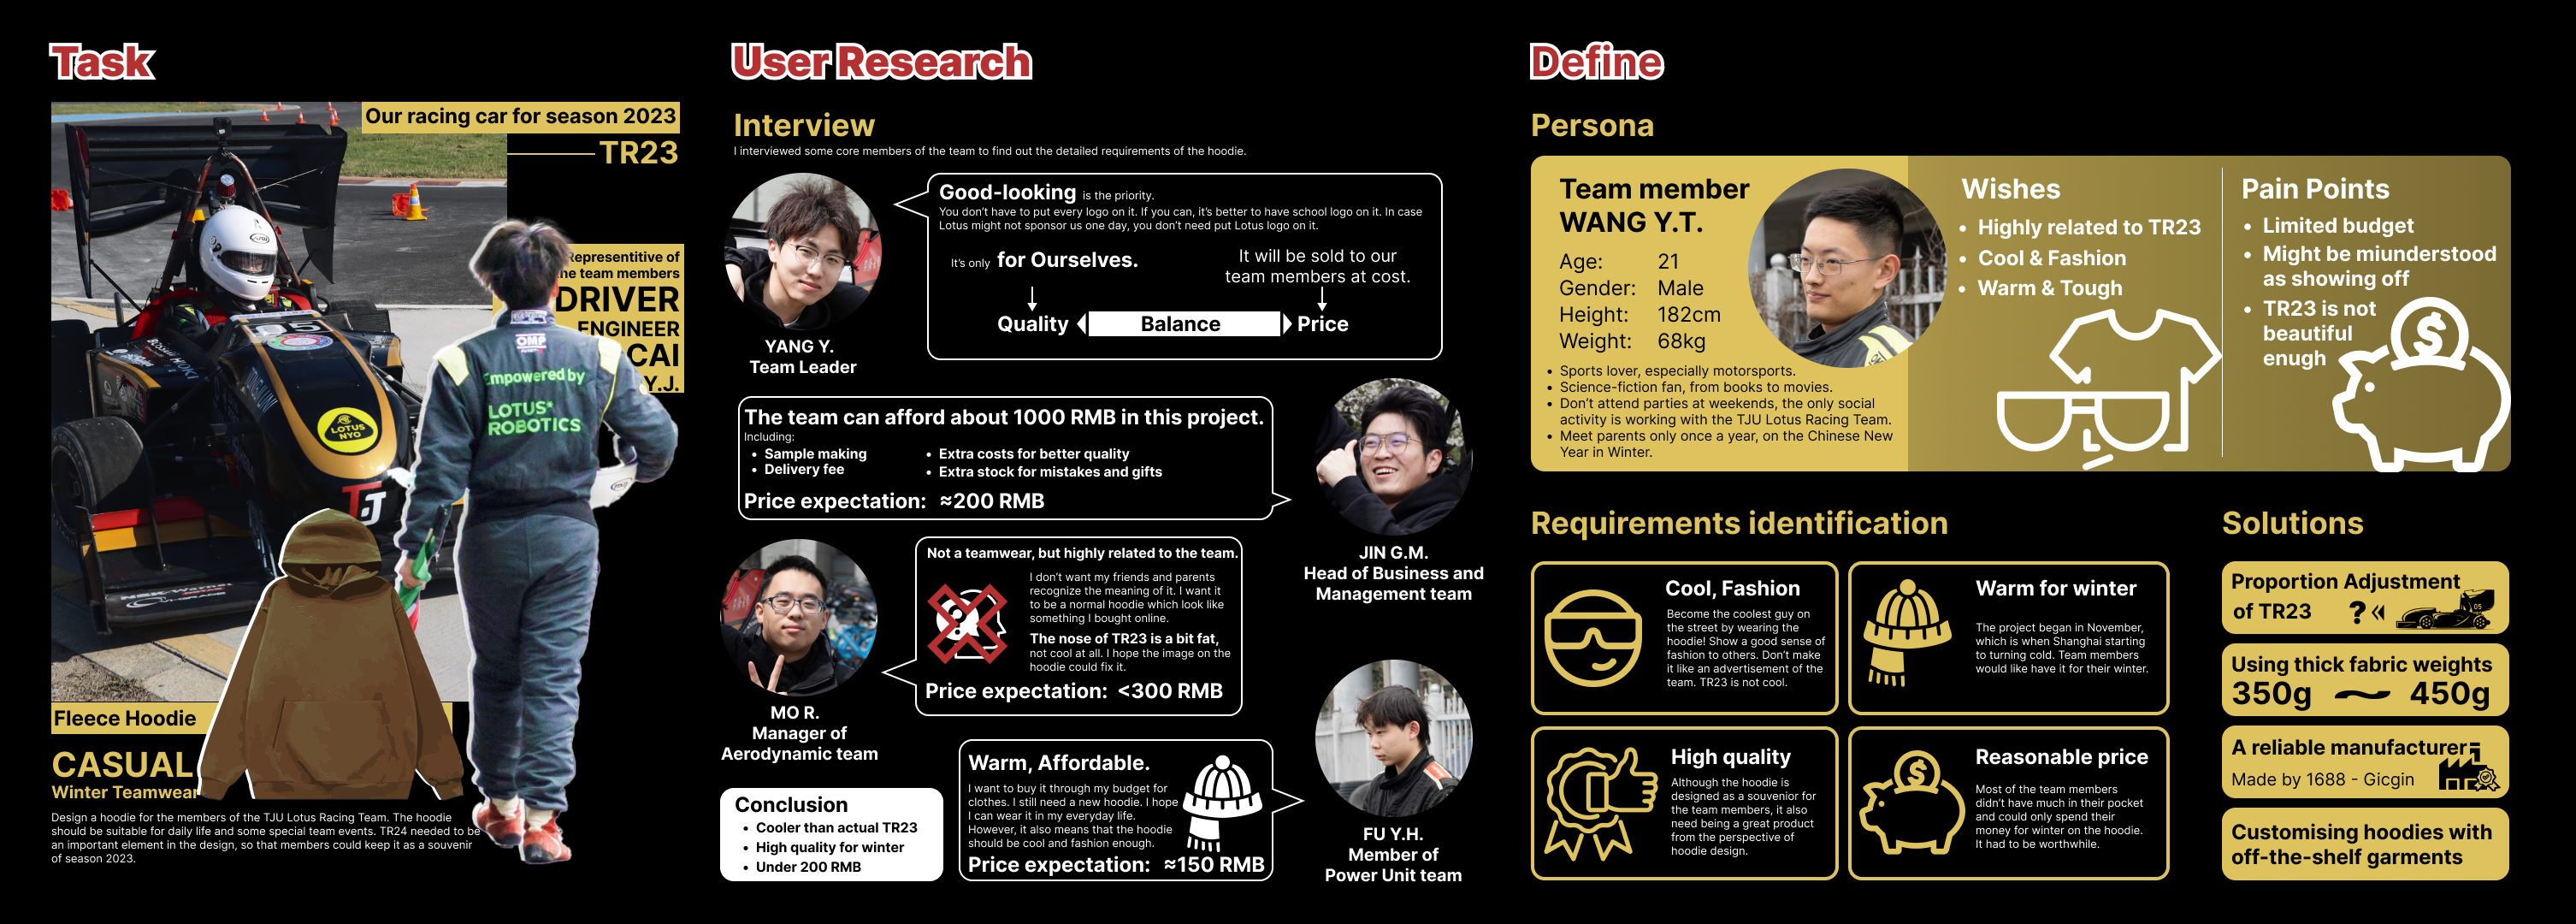 Task
Our racing car for season 2023
TR23
Representitive of
the team members
DRIVER
ENGINEER
CAI
Y.J.
OMP
Empowered by
LOTUS
ROBOTICS
LOTUS
NYO
Fleece Hoodie
CASUAL
Winter Teamwear
Design a hoodie for the members of the TJU Lotus Racing Team. The hoodie
should be suitable for daily life and some special team events. TR24 needed to be
an important element in the design, so that members could keep it as a souvenir
of season 2023.
User Research
Interview
I interviewed some core members of the team to find out the detailed requirements of the hoodie.
YANG Y.
Team Leader
Good-looking is the priority.
You don't have to put every logo on it. If you can, it's better to have school logo on it. In case
Lotus might not sponsor us one day, you don't need put Lotus logo on it.
It's only for Ourselves.
It will be sold to our
team members at cost.
Quality Balance Price
The team can afford about 1000 RMB in this project.
Including:
• Sample making
• Delivery fee
• Extra costs for better quality
• Extra stock for mistakes and gifts
Price expectation: ≈200 RMB
JIN G.M.
Head of Business and
Management team
MO R.
Manager of
Aerodynamic team
Not a teamwear, but highly related to the team.
I don't want my friends and parents
recognize the meaning of it. I want it
to be a normal hoodie which look like
something I bought online.
The nose of TR23 is a bit fat,
not cool at all. I hope the image on the
hoodie could fix it.
Price expectation: <300 RMB
Warm, Affordable.
I want to buy it through my budget for
clothes. I still need a new hoodie. I hope
I can wear it in my everyday life.
However, it also means that the hoodie
should be cool and fashion enough.
Price expectation: ≈150 RMB
FU Y.H.
Member of
Power Unit team
Conclusion
• Cooler than actual TR23
• High quality for winter
• Under 200 RMB
Define
Persona
Team member
WANG Y.T.
Age: 21
Gender: Male
Height: 182cm
Weight: 68kg
• Sports lover, especially motorsports.
• Science-fiction fan, from books to movies.
• Don't attend parties at weekends, the only social
activity is working with the TJU Lotus Racing Team.
• Meet parents only once a year, on the Chinese New
Year in Winter.
Wishes
• Highly related to TR23
• Cool & Fashion
• Warm & Tough
Pain Points
• Limited budget
• Might be miunderstood
as showing off
• TR23 is not
beautiful
enugh
$
Requirements identification
Cool, Fashion
Become the coolest guy on
the street by wearing the
hoodie! Show a good sense of
fashion to others. Don't make
it like an advertisement of the
team. TR23 is not cool.
Warm for winter
The project began in November,
which is when Shanghai starting
to turning cold. Team members
would like have it for their winter.
High quality
Although the hoodie is
designed as a souvenior for
the team members, it also
need being a great product
from the perspective of
hoodie design.
Reasonable price
Most of the team members
didn't have much in their pocket
and could only spend their
money for winter on the hoodie.
It had to be worthwhile.
$
Solutions
Proportion Adjustment
of TR23 ?
05
Using thick fabric weights
350g ~ 450g
A reliable manufacturer
Made by 1688 - Gicgin
Customising hoodies with
off-the-shelf garments